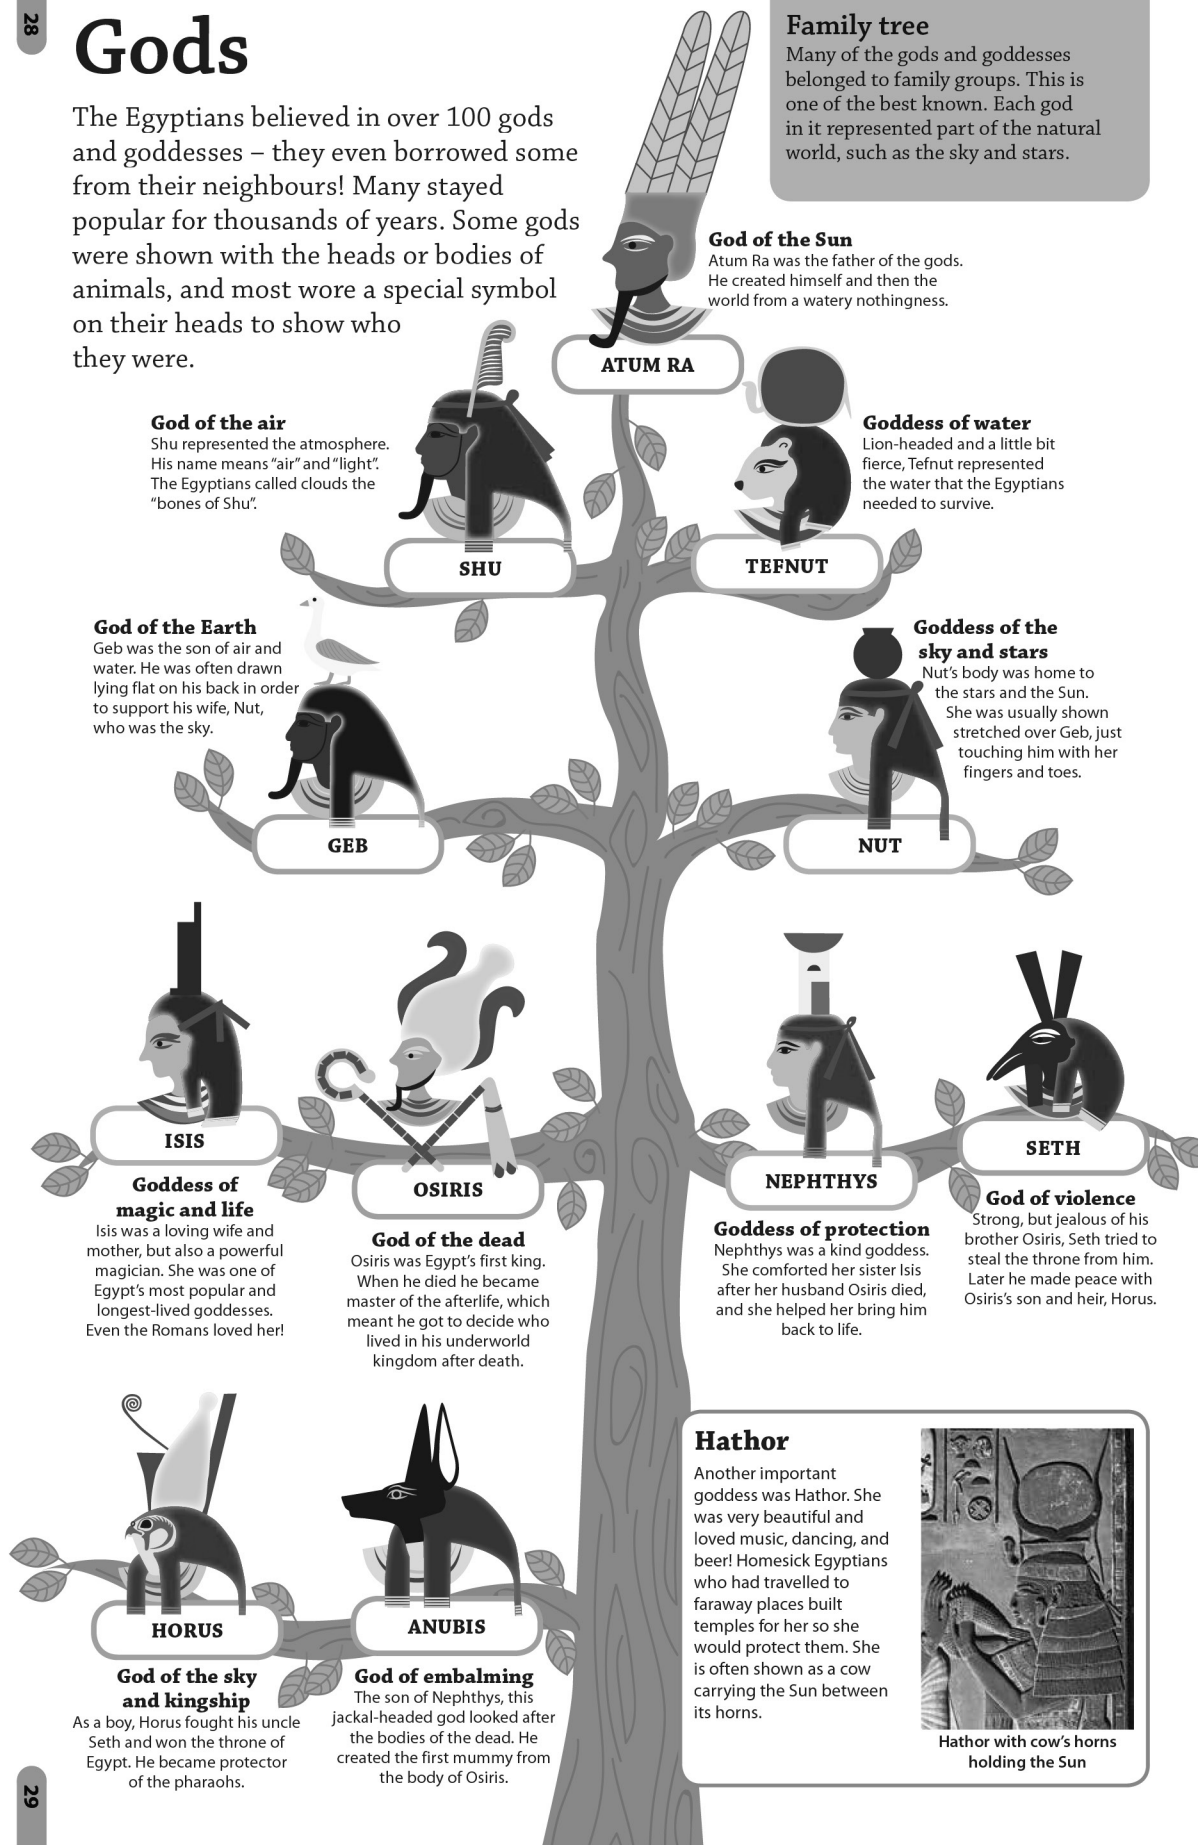 28
Gods
The Egyptians believed in over 100 gods
and goddesses – they even borrowed some
from their neighbours! Many stayed
popular for thousands of years. Some gods
were shown with the heads or bodies of
animals, and most wore a special symbol
on their heads to show who
they were.
Family tree
Many of the gods and goddesses
belonged to family groups. This is
one of the best known. Each god
in it represented part of the natural
world, such as the sky and stars.
God of the Sun
Atum Ra was the father of the gods.
He created himself and then the
world from a watery nothingness.
ATUM RA
God of the air
Shu represented the atmosphere.
His name means “air” and “light”.
The Egyptians called clouds the
“bones of Shu”.
SHU
Goddess of water
Lion-headed and a little bit
fierce, Tefnut represented
the water that the Egyptians
needed to survive.
TEFNUT
God of the Earth
Geb was the son of air and
water. He was often drawn
lying flat on his back in order
to support his wife, Nut,
who was the sky.
GEB
Goddess of the
sky and stars
Nut’s body was home to
the stars and the Sun.
She was usually shown
stretched over Geb, just
touching him with her
fingers and toes.
NUT
ISIS
Goddess of
magic and life
Isis was a loving wife and
mother, but also a powerful
magician. She was one of
Egypt’s most popular and
longest-lived goddesses.
Even the Romans loved her!
OSIRIS
God of the dead
Osiris was Egypt’s first king.
When he died he became
master of the afterlife, which
meant he got to decide who
lived in his underworld
kingdom after death.
NEPHTHYS
Goddess of protection
Nephthys was a kind goddess.
She comforted her sister Isis
after her husband Osiris died,
and she helped her bring him
back to life.
SETH
God of violence
Strong, but jealous of his
brother Osiris, Seth tried to
steal the throne from him.
Later he made peace with
Osiris’s son and heir, Horus.
HORUS
God of the sky
and kingship
As a boy, Horus fought his uncle
Seth and won the throne of
Egypt. He became protector
of the pharaohs.
ANUBIS
God of embalming
The son of Nephthys, this
jackal-headed god looked after
the bodies of the dead. He
created the first mummy from
the body of Osiris.
Hathor
Another important
goddess was Hathor. She
was very beautiful and
loved music, dancing, and
beer! Homesick Egyptians
who had travelled to
faraway places built
temples for her so she
would protect them. She
is often shown as a cow
carrying the Sun between
its horns.
Hathor with cow’s horns
holding the Sun
29